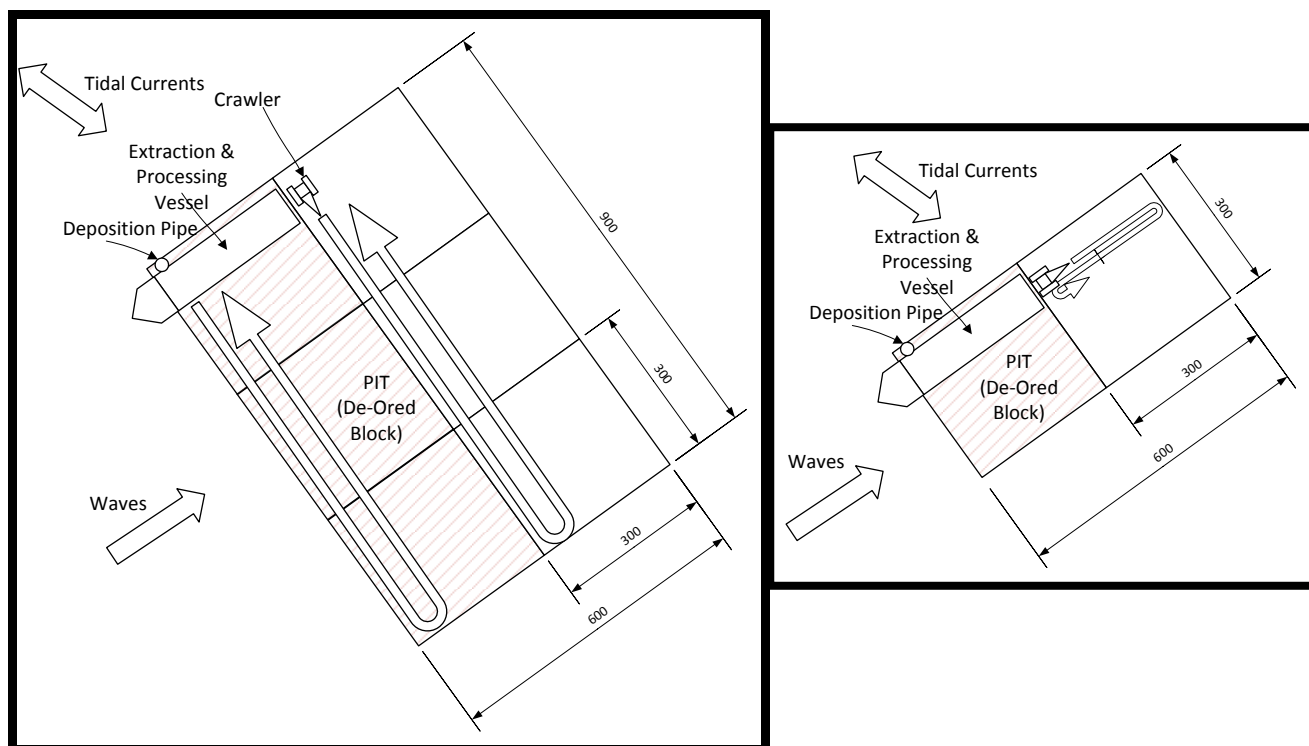 Tidal Currents
Crawler
Extraction &
Processing
Vessel
Deposition Pipe
900
300
PIT
(De-Ored
Block)
Waves
300
600
Tidal Currents
300
Extraction &
Processing
Vessel
Deposition Pipe
PIT
(De-Ored
Block)
300
Waves
600